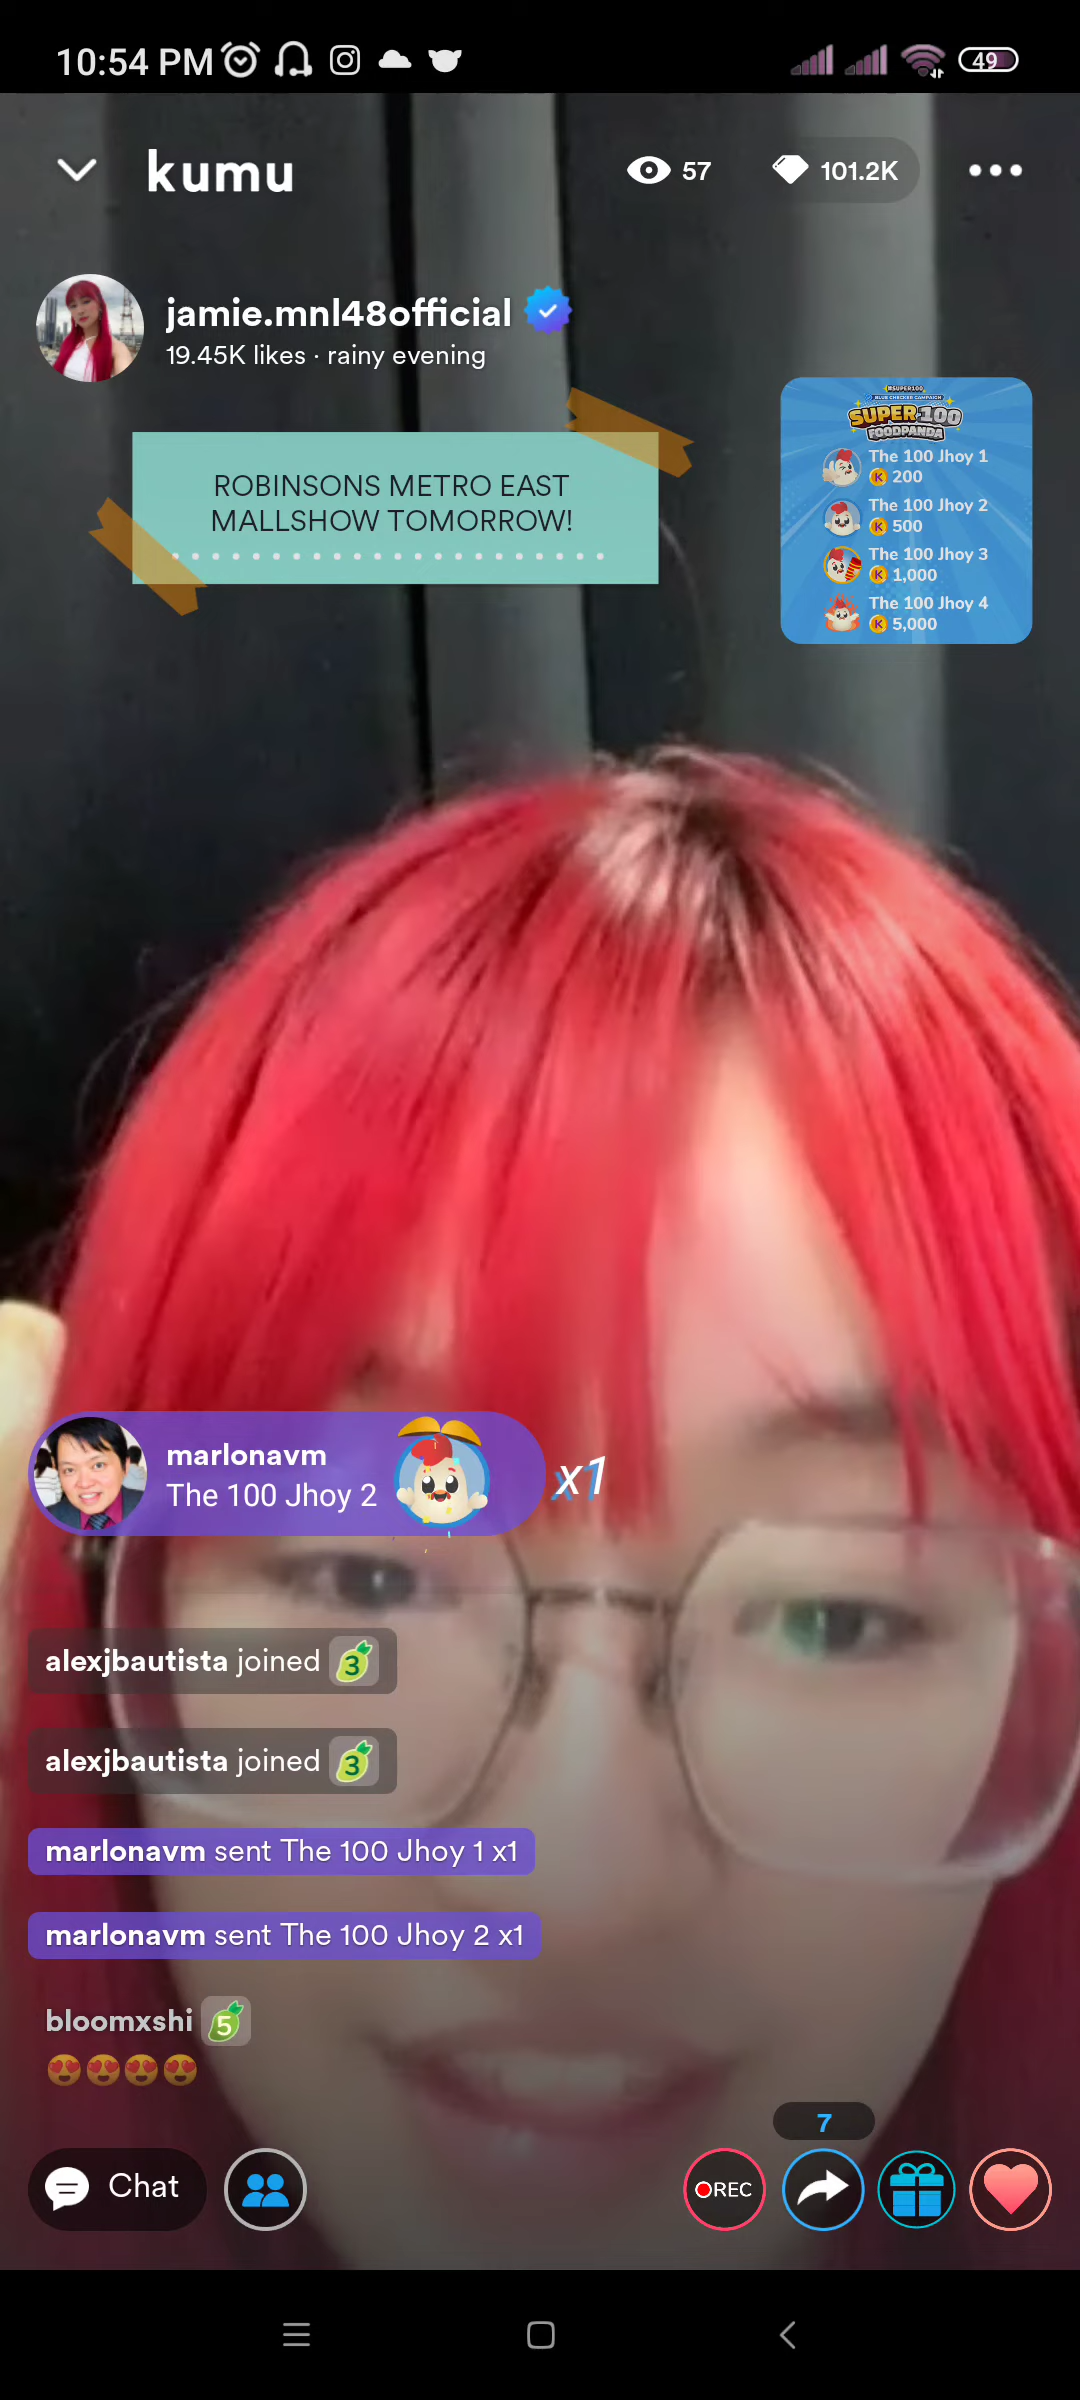 10:54 PM
49
kumu
57
101.2K
jamie.mnl48official
19.45K likes · rainy evening
ROBINSONS METRO EAST
MALLSHOW TOMORROW!
#SUPER100
BLUE CHECKER CAMPAIGN
SUPER 100
FOODPANDA
The 100 Jhoy 1
K 200
The 100 Jhoy 2
K 500
The 100 Jhoy 3
K 1,000
The 100 Jhoy 4
K 5,000
marlonavm
The 100 Jhoy 2
x1
alexjbautista joined 3
alexjbautista joined 3
marlonavm sent The 100 Jhoy 1 x1
marlonavm sent The 100 Jhoy 2 x1
bloomxshi 5
😍😍😍😍
7
Chat
REC